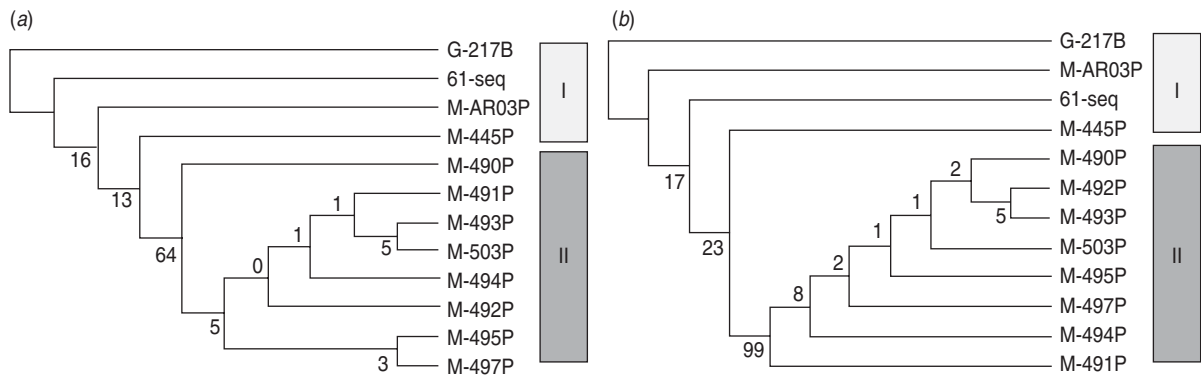 (a)
G-217B
61-seq
M-AR03P
M-445P
M-490P
M-491P
M-493P
M-503P
M-494P
M-492P
M-495P
M-497P
16
13
64
5
0
1
1
5
3
I
II
(b)
G-217B
M-AR03P
61-seq
M-445P
M-490P
M-492P
M-493P
M-503P
M-495P
M-497P
M-494P
M-491P
17
23
99
8
2
1
1
2
5
I
II